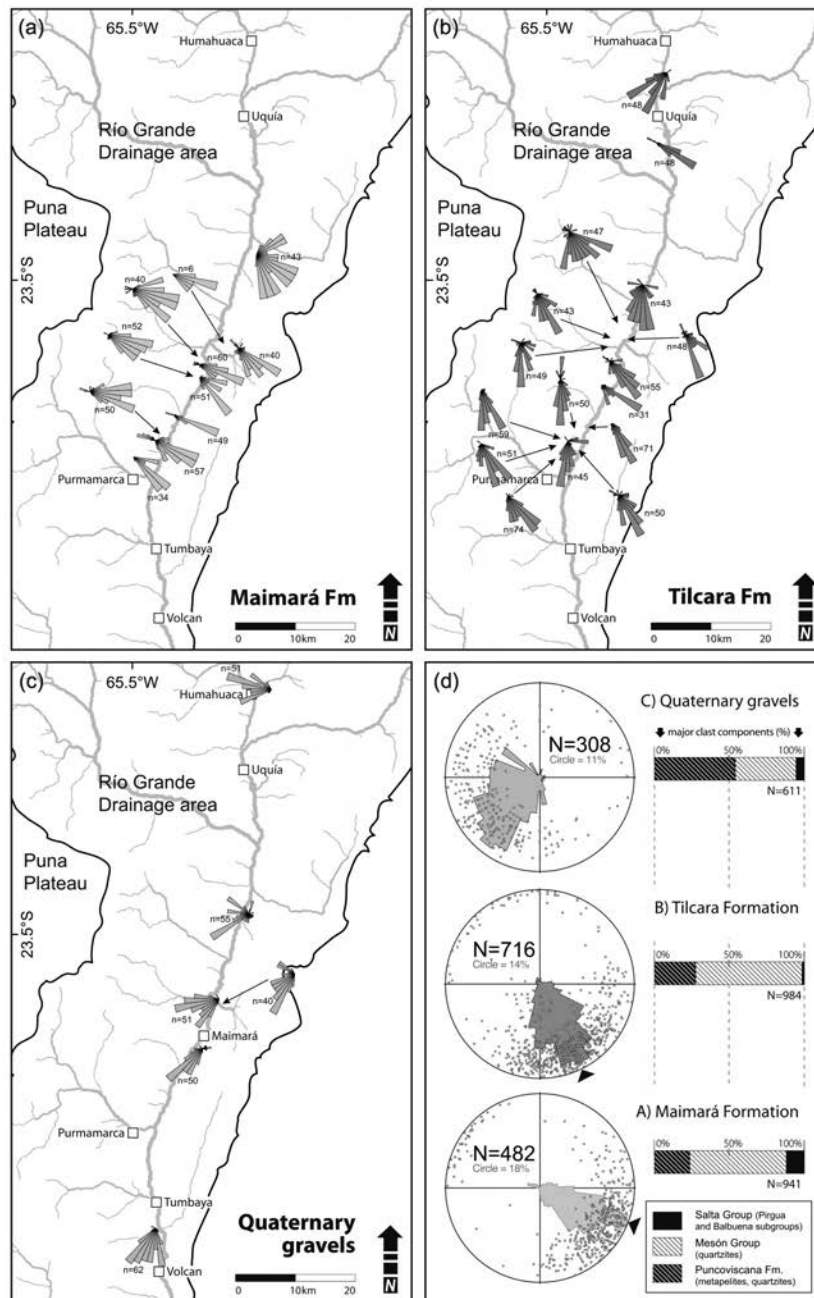 (a)
65.5°W
Humahuaca
Uquía
Río Grande
Drainage area
Puna
Plateau
23.5°S
n=6
n=40
n=43
n=52
n=60
n=40
n=51
n=50
n=49
n=57
n=34
Purmamarca
Tumbaya
Volcan
Maimará Fm
0 10km 20
N
(b)
65.5°W
Humahuaca
n=48
Uquía
Río Grande
Drainage area
n=48
Puna
Plateau
23.5°S
n=47
n=43
n=43
n=48
n=49
n=55
n=50
n=31
n=59
n=71
n=51
n=45
Purmamarca
n=74
n=50
Tumbaya
Volcan
Tilcara Fm
0 10km 20
N
(c)
65.5°W
n=51
Humahuaca
Uquía
Río Grande
Drainage area
Puna
Plateau
23.5°S
n=55
n=40
n=51
Maimará
n=50
Purmamarca
Tumbaya
n=62
Volcan
Quaternary
gravels
0 10km 20
N
(d)
C) Quaternary gravels
major clast components (%)
0% 50% 100%
N=308
Circle = 11%
N=611
B) Tilcara Formation
N=716
Circle = 14%
0% 50% 100%
N=984
A) Maimará Formation
N=482
Circle = 18%
0% 50% 100%
N=941
Salta Group (Pirgua
and Balbuena subgroups)
Mesón Group
(quartzites)
Puncoviscana Fm.
(metapelites, quartzites)